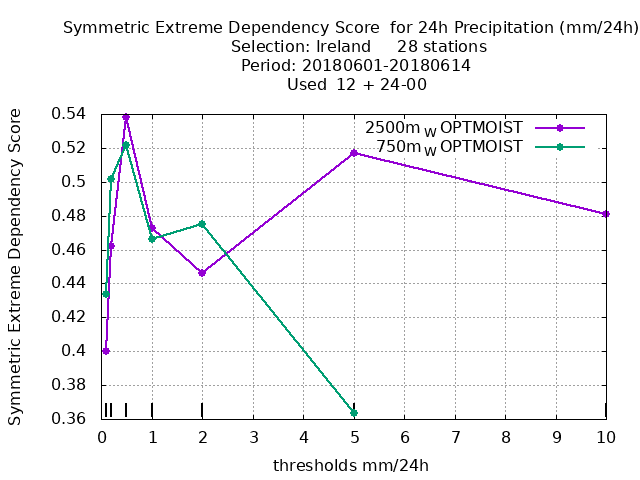 Symmetric Extreme Dependency Score  for 24h Precipitation (mm/24h)
Selection: Ireland     28 stations
Period: 20180601-20180614
Used  12 + 24-00
Symmetric Extreme Dependency Score
0.54
0.52
0.5
0.48
0.46
0.44
0.42
0.4
0.38
0.36
2500m W OPTMOIST
750m W OPTMOIST
0 1 2 3 4 5 6 7 8 9 10
thresholds mm/24h